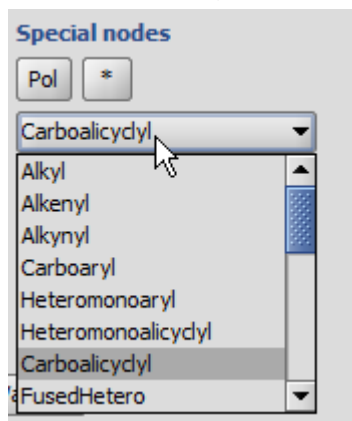 Special nodes
Pol *
Carboalicyclyl
Alkyl
Alkenyl
Alkynyl
Carboaryl
Heteromonoaryl
Heteromonoalicyclyl
Carboalicyclyl
FusedHetero